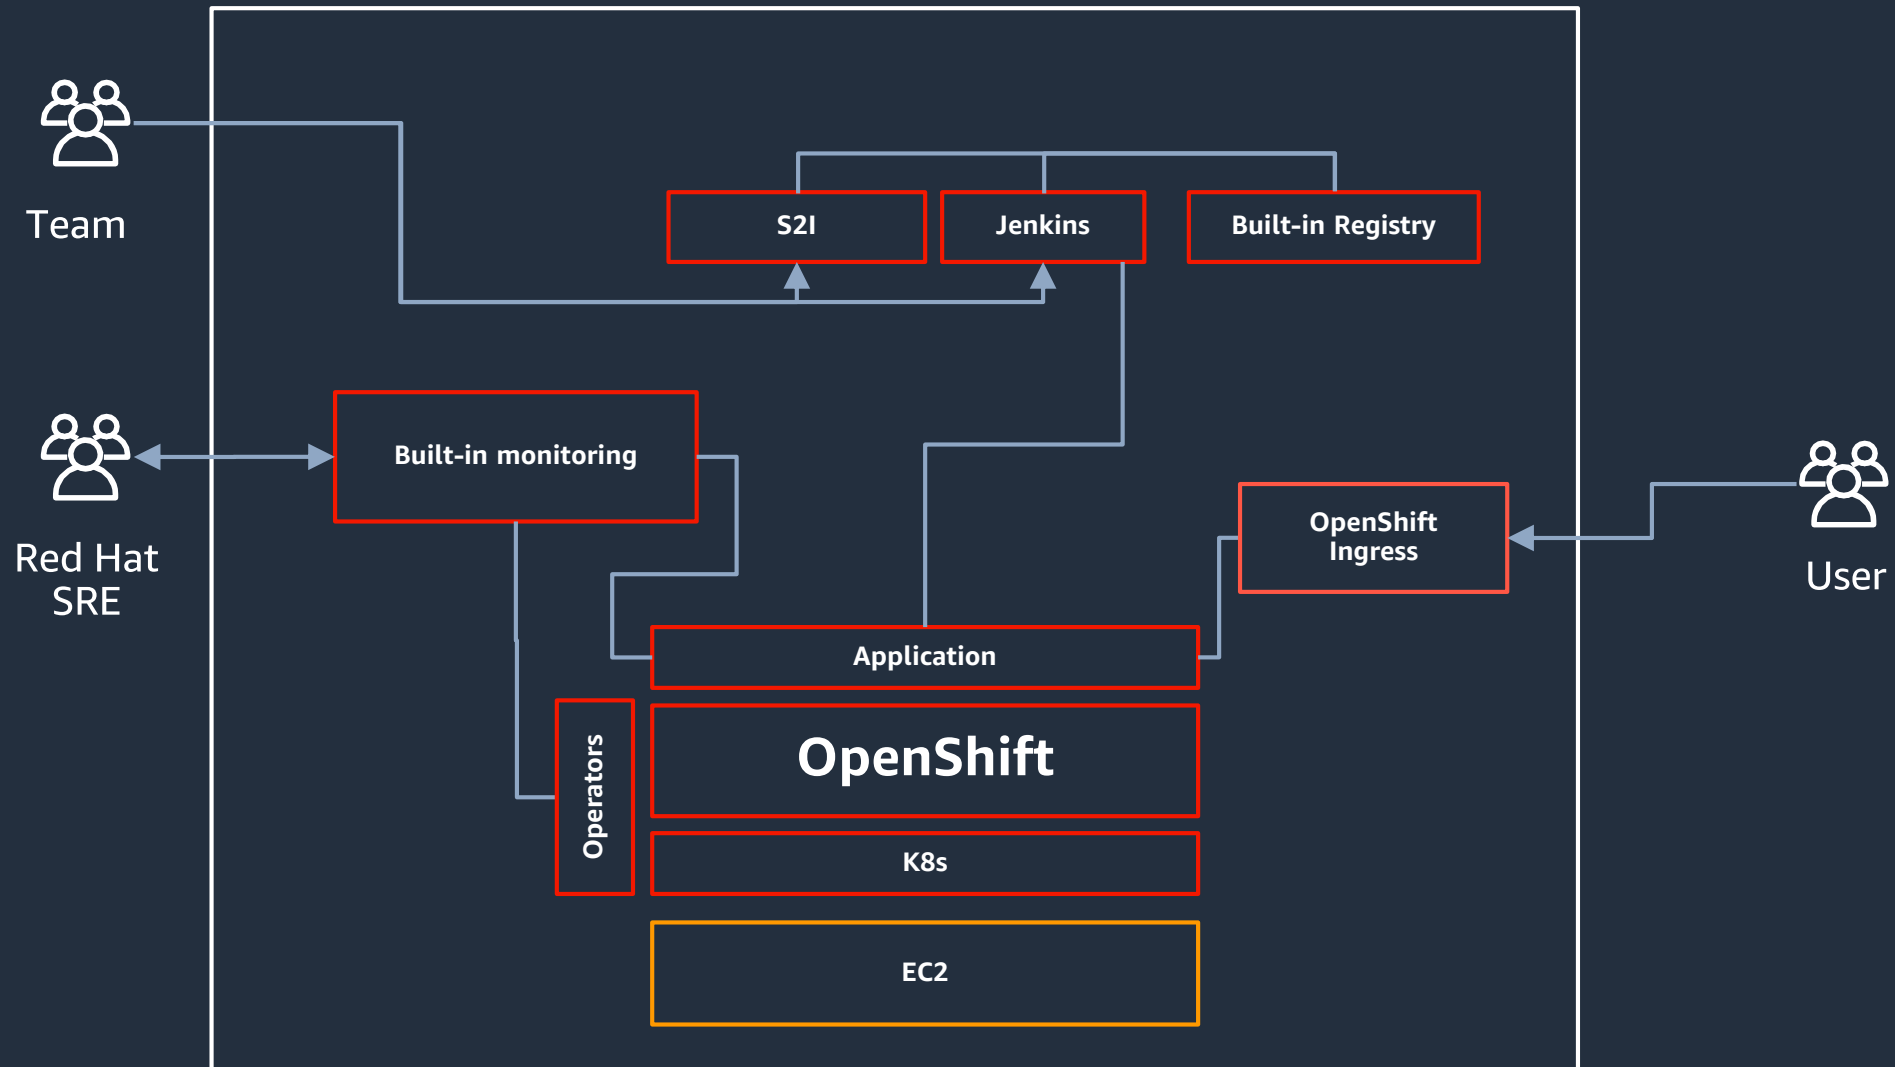 Team
S2I
Jenkins
Built-in Registry
Built-in monitoring
Red Hat
SRE
OpenShift
Ingress
User
Application
Operators
OpenShift
K8s
EC2